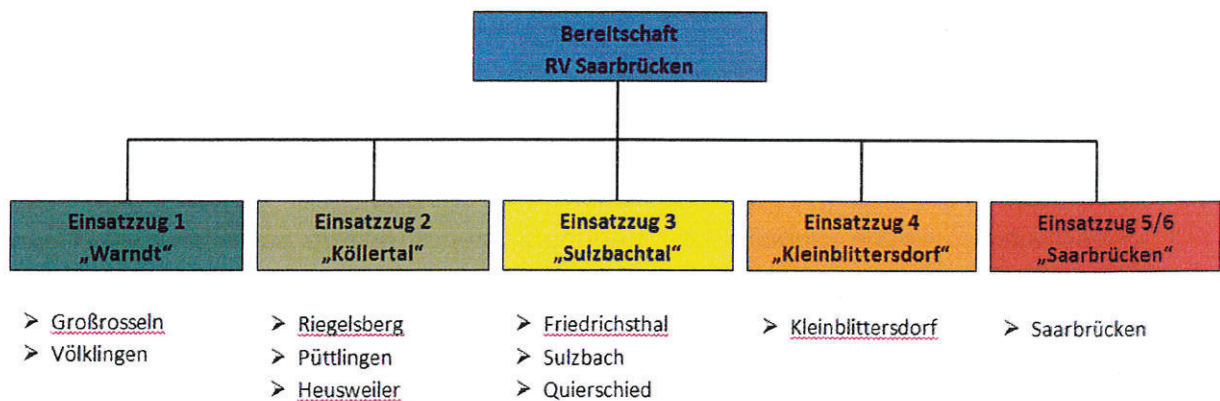 Bereitschaft
RV Saarbrücken
Einsatzzug 1
„Warndt“
Einsatzzug 2
„Köllertal“
Einsatzzug 3
„Sulzbachtal“
Einsatzzug 4
„Kleinblittersdorf“
Einsatzzug 5/6
„Saarbrücken“
➢ Großrosseln
➢ Völklingen
➢ Riegelsberg
➢ Püttlingen
➢ Heusweiler
➢ Friedrichsthal
➢ Sulzbach
➢ Quierschied
➢ Kleinblittersdorf
➢ Saarbrücken